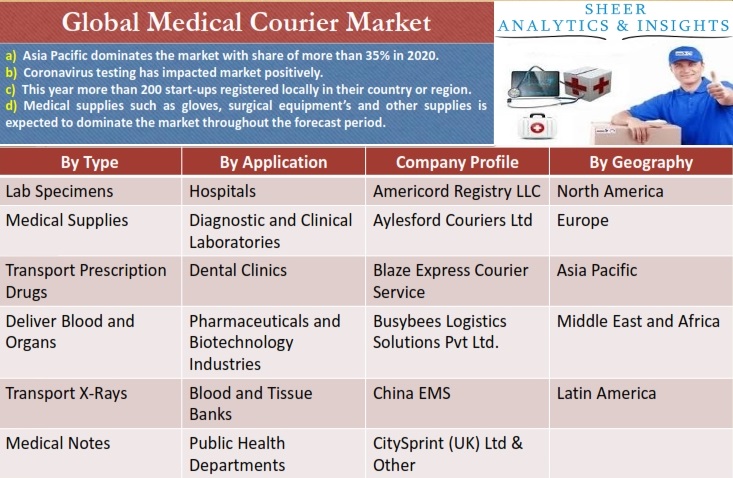 Global Medical Courier Market
SHEER
ANALYTICS & INSIGHTS
a) Asia Pacific dominates the market with share of more than 35% in 2020.
b) Coronavirus testing has impacted market positively.
c) This year more than 200 start-ups registered locally in their country or region.
d) Medical supplies such as gloves, surgical equipment's and other supplies is
expected to dominate the market throughout the forecast period.
By Type By Application Company Profile By Geography
Lab Specimens Hospitals Americord Registry LLC North America
Medical Supplies Diagnostic and Clinical Aylesford Couriers Ltd Europe
Laboratories
Transport Prescription Dental Clinics Blaze Express Courier Asia Pacific
Drugs Service
Deliver Blood and Pharmaceuticals and Busybees Logistics Middle East and Africa
Organs Biotechnology Solutions Pvt Ltd.
Industries
Transport X-Rays Blood and Tissue China EMS Latin America
Banks
Medical Notes Public Health CitySprint (UK) Ltd &
Departments Other